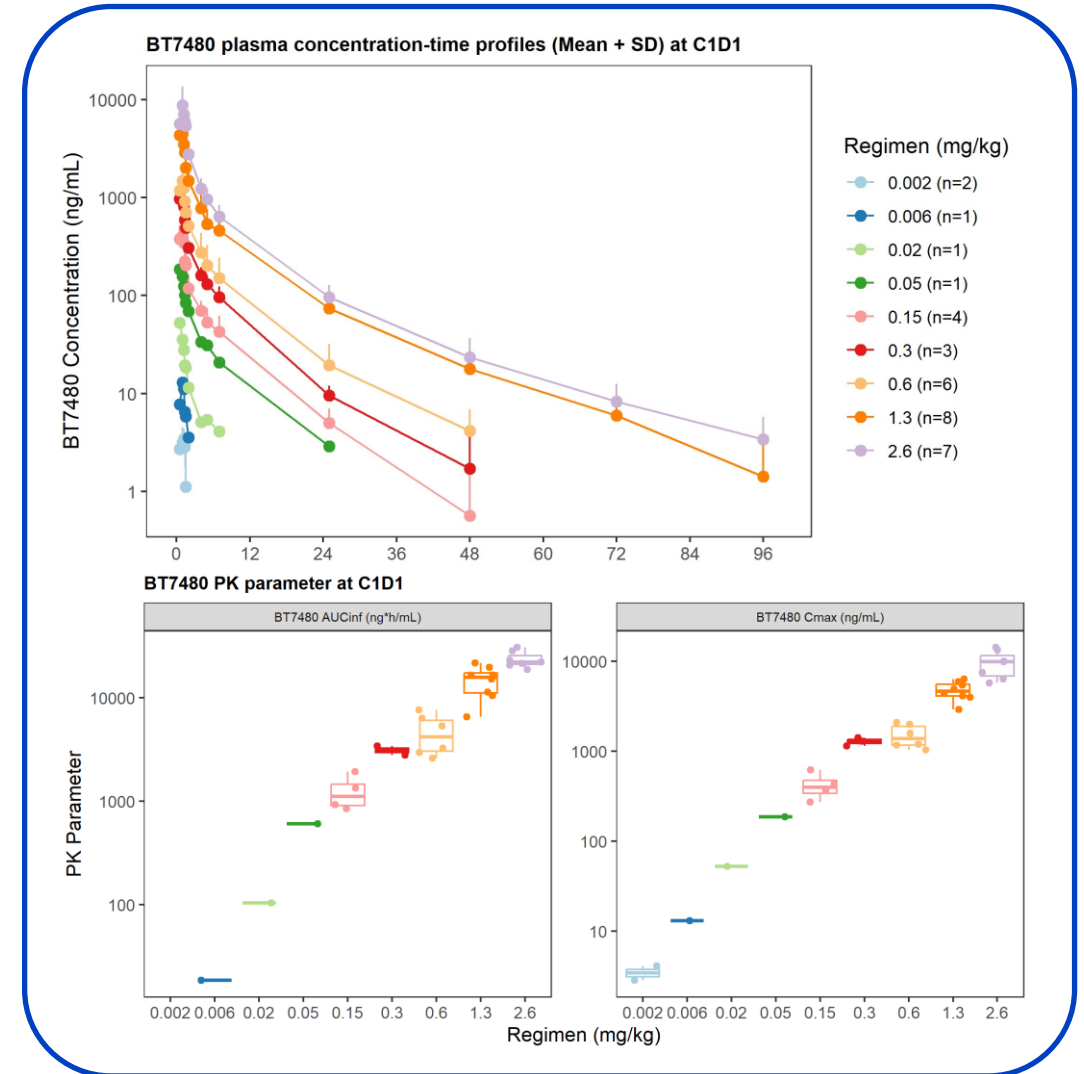 BT7480 plasma concentration-time profiles (Mean + SD) at C1D1
BT7480 Concentration (ng/mL)
10000
1000
100
10
1
0 12 24 36 48 60 72 84 96
Regimen (mg/kg)
0.002 (n=2)
0.006 (n=1)
0.02 (n=1)
0.05 (n=1)
0.15 (n=4)
0.3 (n=3)
0.6 (n=6)
1.3 (n=8)
2.6 (n=7)
BT7480 PK parameter at C1D1
PK Parameter
BT7480 AUCinf (ng*h/mL)
10000
1000
100
0.002 0.006 0.02 0.05 0.15 0.3 0.6 1.3 2.6
BT7480 Cmax (ng/mL)
10000
1000
100
10
0.002 0.006 0.02 0.05 0.15 0.3 0.6 1.3 2.6
Regimen (mg/kg)